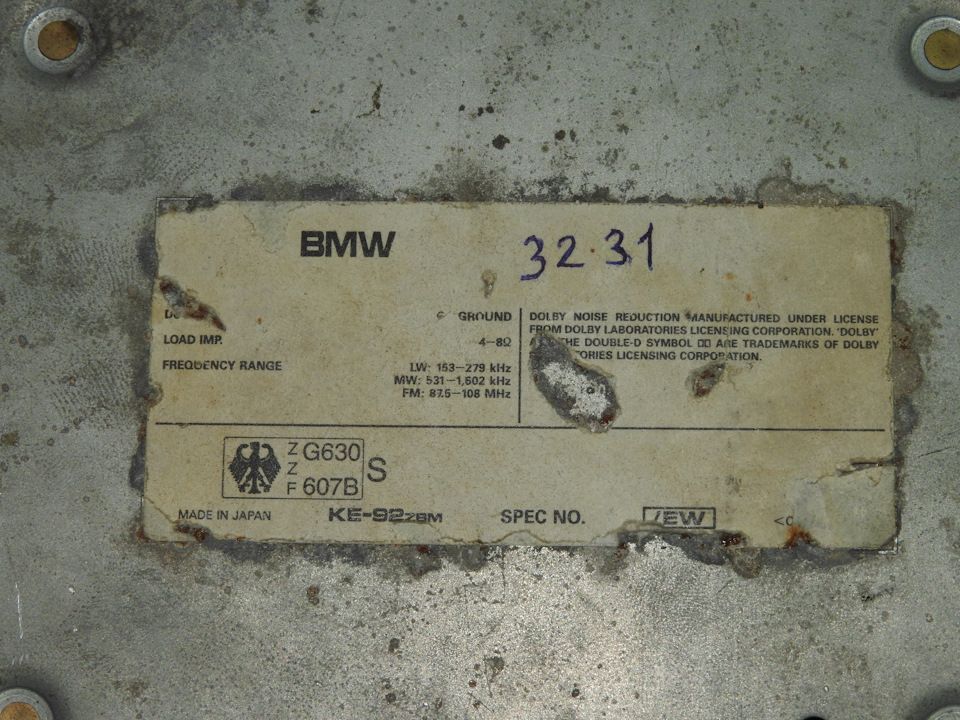 BMW
32.31
GROUND
LOAD IMP. 4–8Ω
FREQUENCY RANGE LW: 153–279 kHz
MW: 531–1,602 kHz
FM: 87.5–108 MHz
DOLBY NOISE REDUCTION MANUFACTURED UNDER LICENSE
FROM DOLBY LABORATORIES LICENSING CORPORATION. 'DOLBY'
THE DOUBLE-D SYMBOL ARE TRADEMARKS OF DOLBY
LICENSING CORPORATION.
Z G630
Z
F 607B
S
MADE IN JAPAN KE-92ZBM SPEC NO. /EW